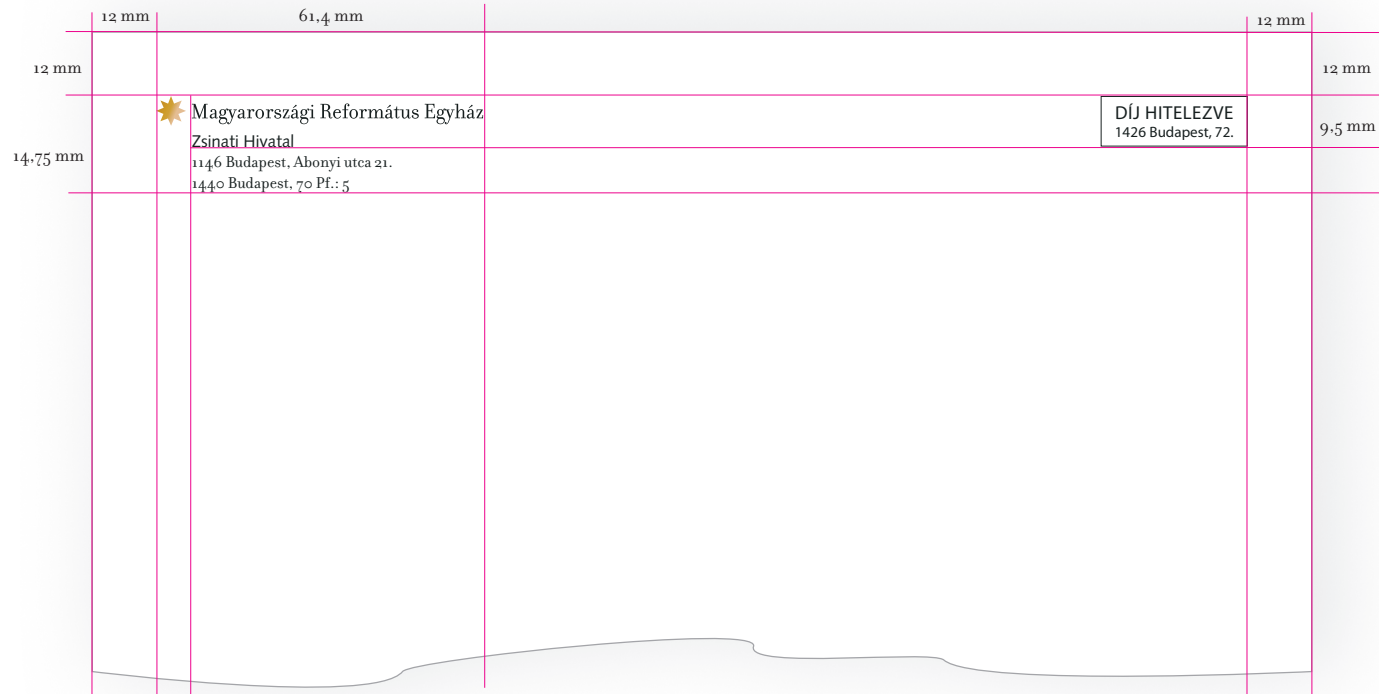 12 mm
61,4 mm
12 mm
12 mm
12 mm
Magyarországi Református Egyház
DÍJ HITELEZVE
1426 Budapest, 72.
9,5 mm
Zsinati Hivatal
14,75 mm
1146 Budapest, Abonyi utca 21.
1440 Budapest, 70 Pf.: 5